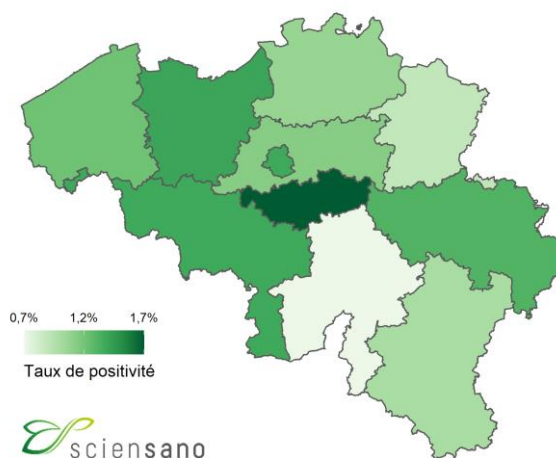 0,7% 1,2% 1,7%
Taux de positivité
sciensano